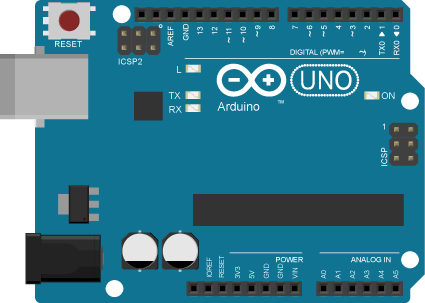 RESET
ICSP2
AREF
GND
13
12
~11
~10
~9
8
7
~6
~5
4
~3
2
TX0 ▶ 1
RX0 ◀ 0
DIGITAL (PWM= ~)
L
TX
RX
UNO
™
Arduino
ON
1
ICSP
IOREF
RESET
3V3
5V
GND
GND
VIN
POWER
ANALOG IN
A0
A1
A2
A3
A4
A5